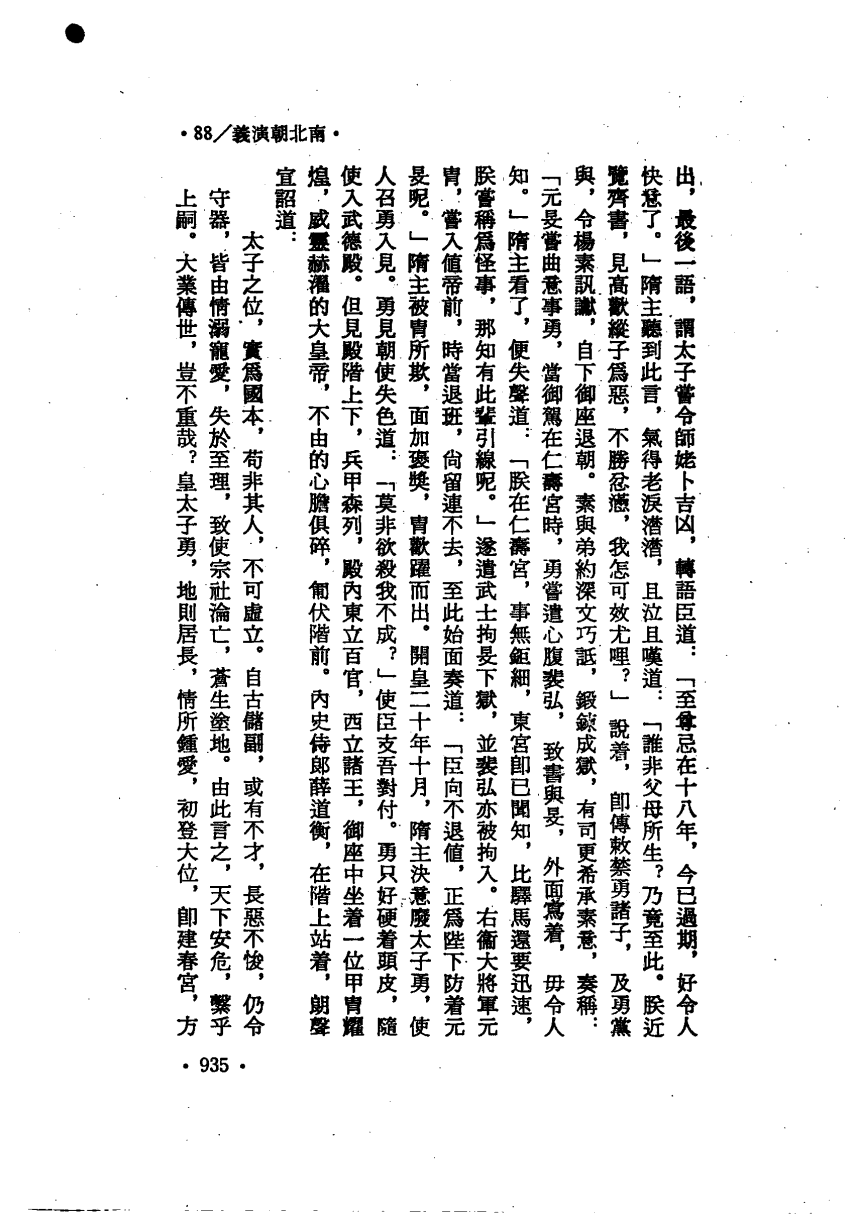 •88／義演朝北南•
出，最後一語，謂太子嘗令師姥卜吉凶，轉語臣道：「至尊忌在十八年，今已過期，好令人
快意了。」隋主聽到此言，氣得老淚潸潸，且泣且嘆道：「誰非父母所生？乃竟至此。朕近
覽齊書，見高歡縱子爲惡，不勝忿懣，我怎可效尤哩？」說着，卽傳敕禁勇諸子，及勇黨
與，令楊素訊讞，自下御座退朝。素與弟約深文巧詆，鍛鍊成獄，有司更希承素意，奏稱：
「元旻嘗曲意事勇，當御駕在仁壽宮時，勇嘗遣心腹裴弘，致書與旻，外面寫着，毋令人
知。」隋主看了，便失聲道：「朕在仁壽宮，事無鉅細，東宮卽已聞知，比驛馬還要迅速，
朕嘗稱爲怪事，那知有此輩引線呢。」遂遣武士拘旻下獄，並裴弘亦被拘入。右衞大將軍元
冑，嘗入值帝前，時當退班，尙留連不去，至此始面奏道：「臣向不退値，正爲陛下防着元
旻呢。」隋主被冑所欺，面加褒獎，冑歡躍而出。開皇二十年十月，隋主決意廢太子勇，使
人召勇入見。勇見朝使失色道：「莫非欲殺我不成？」使臣支吾對付。勇只好硬着頭皮，隨
使入武德殿。但見殿階上下，兵甲森列，殿內東立百官，西立諸王，御座中坐着一位甲冑耀
煌，威靈赫濯的大皇帝，不由的心膽俱碎，匍伏階前。內史侍郞薛道衡，在階上站着，朗聲
宣詔道：
太子之位，實爲國本，苟非其人，不可虛立。自古儲副，或有不才，長惡不悛，仍令
守器，皆由情溺寵愛，失於至理，致使宗社淪亡，蒼生塗地。由此言之，天下安危，繫乎
上嗣。大業傳世，豈不重哉？皇太子勇，地則居長，情所鍾愛，初登大位，卽建春宮，方
•935•